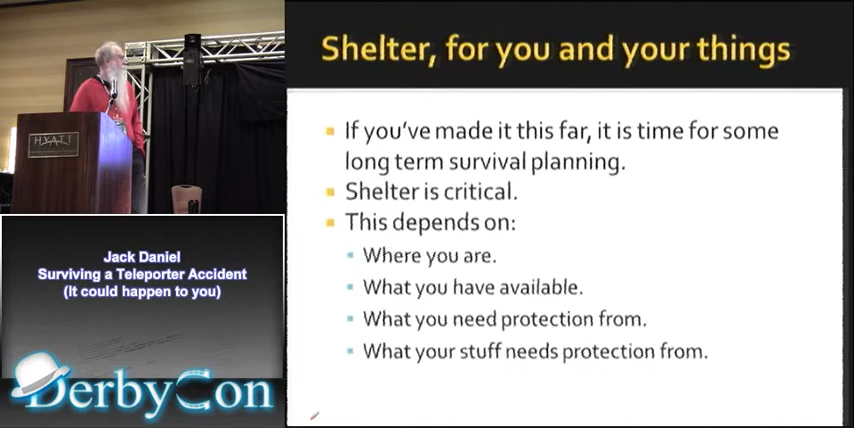 Shelter, for you and your things
If you've made it this far, it is time for some
long term survival planning.
Shelter is critical.
This depends on:
Where you are.
What you have available.
What you need protection from.
What your stuff needs protection from.
HYATT
Jack Daniel
Surviving a Teleporter Accident
(It could happen to you)
DerbyCon